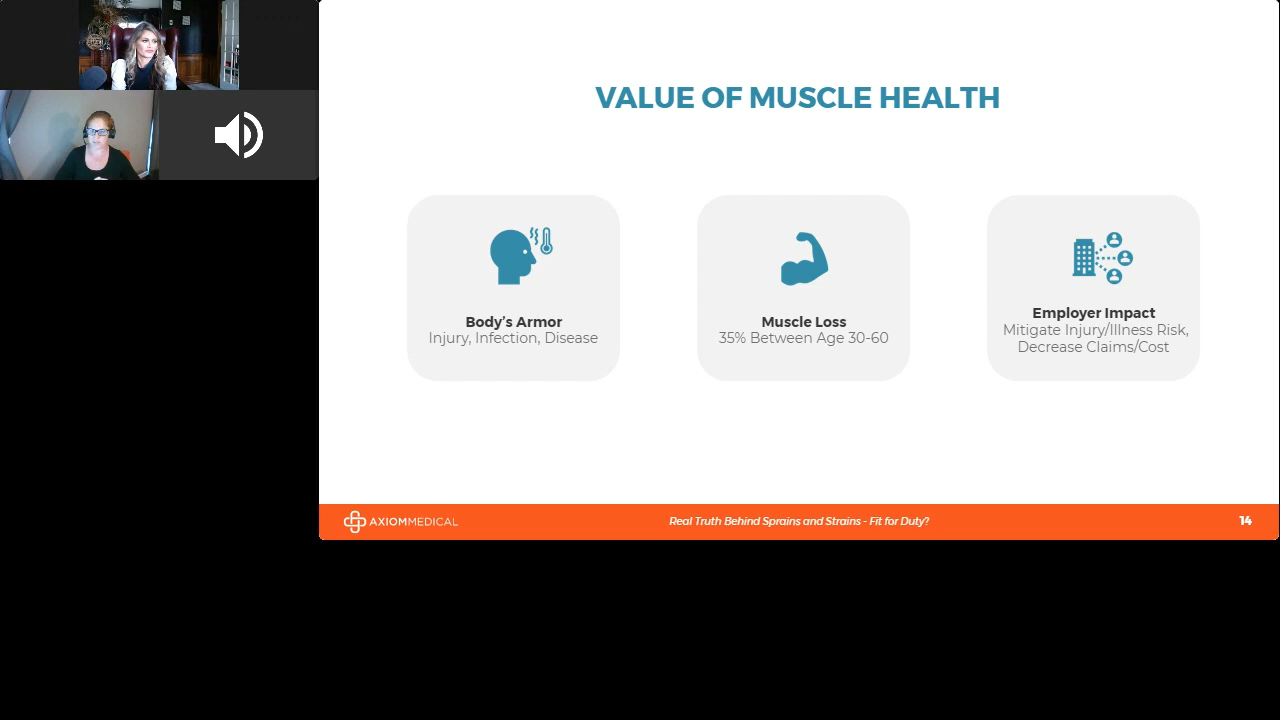 VALUE OF MUSCLE HEALTH
Body's Armor
Injury, Infection, Disease
Muscle Loss
35% Between Age 30-60
Employer Impact
Mitigate Injury/Illness Risk,
Decrease Claims/Cost
AXIOMMEDICAL
Real Truth Behind Sprains and Strains - Fit for Duty?
14